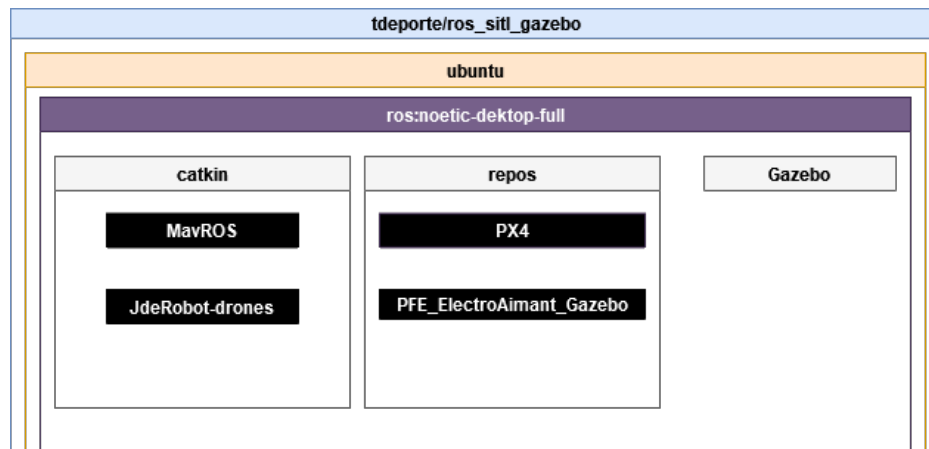 tdeporte/ros_sitl_gazebo
ubuntu
ros:noetic-dektop-full
catkin
repos
Gazebo
MavROS
PX4
JdeRobot-drones
PFE_ElectroAimant_Gazebo